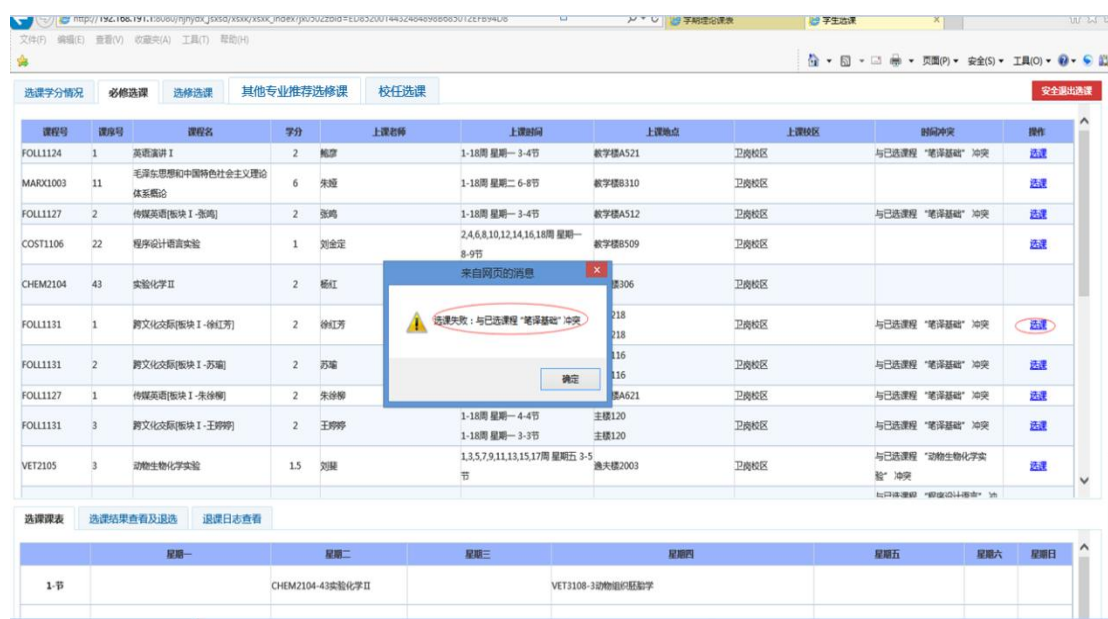 学期理论课表
学生选课
文件(F) 编辑(E) 查看(V) 收藏夹(A) 工具(T) 帮助(H)
页面(P) 安全(S) 工具(O)
选课学分情况 必修选课 选修选课 其他专业推荐选修课 校任选课 安全退出选课
课程号 课序号 课程名 学分 上课老师 上课时间 上课地点 上课校区 时间冲突 操作
FOLL1124 1 英语演讲 I 2 鲍彦 1-18周 星期一 3-4节 教学楼A521 卫岗校区 与已选课程 "笔译基础" 冲突 选课
MARX1003 11 毛泽东思想和中国特色社会主义理论 6 朱娅 1-18周 星期二 6-8节 教学楼B310 卫岗校区 选课
体系概论
FOLL1127 2 传媒英语[板块 I -张鸣] 2 张鸣 1-18周 星期一 3-4节 教学楼A512 卫岗校区 与已选课程 "笔译基础" 冲突 选课
COST1106 22 程序设计语言实验 1 刘金定 2,4,6,8,10,12,14,16,18周 星期一 教学楼B509 卫岗校区 选课
8-9节
来自网页的消息
CHEM2104 43 实验化学 II 2 杨红 楼306 卫岗校区
选课失败:与已选课程 "笔译基础" 冲突
FOLL1131 1 跨文化交际[板块 I -徐红芳] 2 徐红芳 218 卫岗校区 与已选课程 "笔译基础" 冲突 选课
218
FOLL1131 2 跨文化交际[板块 I -苏瑜] 2 苏瑜 116 卫岗校区 与已选课程 "笔译基础" 冲突 选课
116
确定
FOLL1127 1 传媒英语[板块 I -朱徐柳] 2 朱徐柳 楼A621 卫岗校区 与已选课程 "笔译基础" 冲突 选课
FOLL1131 3 跨文化交际[板块 I -王婷婷] 2 王婷婷 1-18周 星期一 4-4节 主楼120 卫岗校区 与已选课程 "笔译基础" 冲突 选课
1-18周 星期一 3-3节 主楼120
VET2105 3 动物生物化学实验 1.5 刘斐 1,3,5,7,9,11,13,15,17周 星期五 3-5 逸夫楼2003 卫岗校区 与已选课程 "动物生物化学实 选课
节 验" 冲突
与已选课程 "程序设计语言" 冲
选课课表 选课结果查看及退选 退课日志查看
星期一 星期二 星期三 星期四 星期五 星期六 星期日
1-节 CHEM2104-43实验化学 II VET3108-3动物组织胚胎学